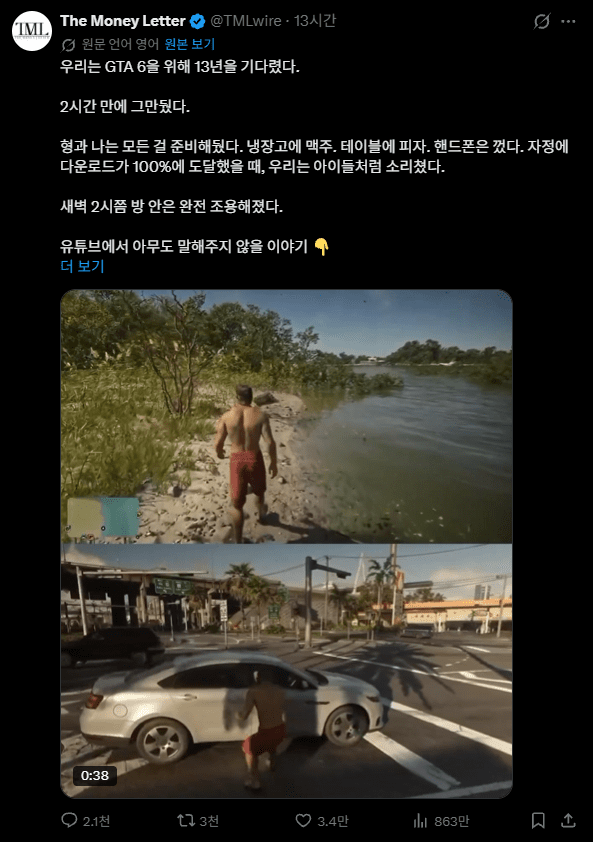 TML
The Money Letter @TMLwire · 13시간
원문 언어 영어 원본 보기
우리는 GTA 6을 위해 13년을 기다렸다.
2시간 만에 그만뒀다.
형과 나는 모든 걸 준비해뒀다. 냉장고에 맥주. 테이블에 피자. 핸드폰은 껐다. 자정에
다운로드가 100%에 도달했을 때, 우리는 아이들처럼 소리쳤다.
새벽 2시쯤 방 안은 완전 조용해졌다.
유튜브에서 아무도 말해주지 않을 이야기 👇
더 보기
0:38
2.1천 3천 3.4만 863만